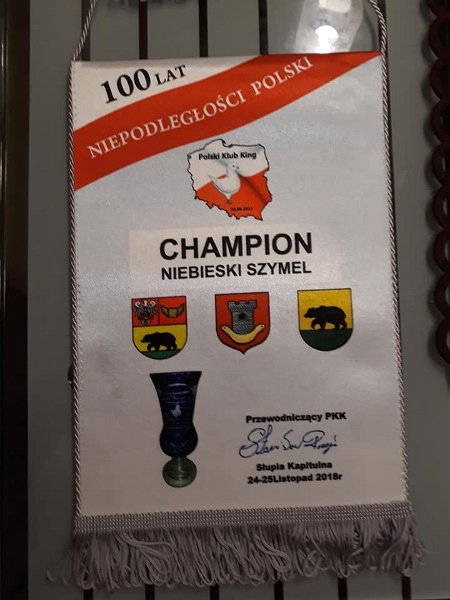 100 LAT
NIEPODLEGŁOŚCI POLSKI
Polski Klub King
CHAMPION
NIEBIESKI SZYMEL
Przewodniczący PKK
Słupia Kapitulna
24-25Listopad 2018r